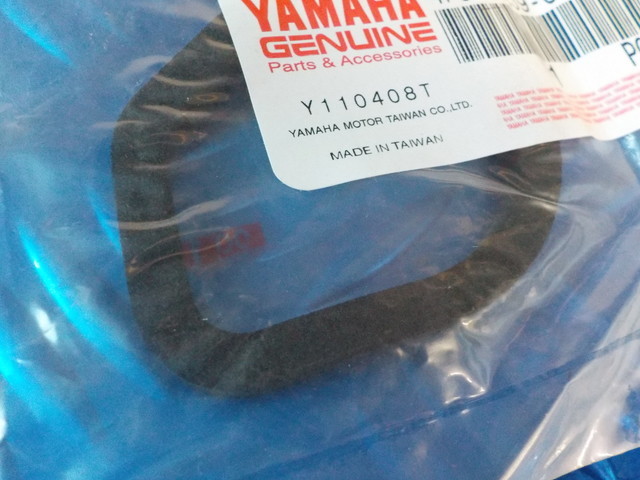 YAMAHA
GENUINE
Parts & Accessories
Y110408T
YAMAHA MOTOR TAIWAN CO.,LTD.
MADE IN TAIWAN